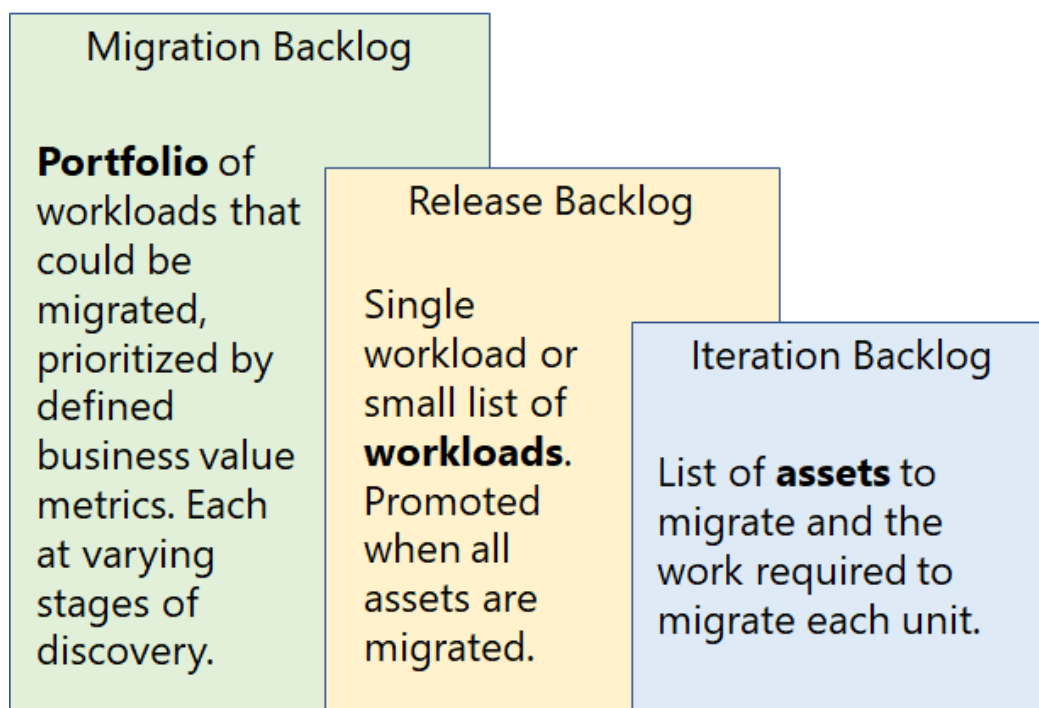 Migration Backlog
Portfolio of
workloads that
could be
migrated,
prioritized by
defined
business value
metrics. Each
at varying
stages of
discovery.
Release Backlog
Single
workload or
small list of
workloads.
Promoted
when all
assets are
migrated.
Iteration Backlog
List of assets to
migrate and the
work required to
migrate each unit.